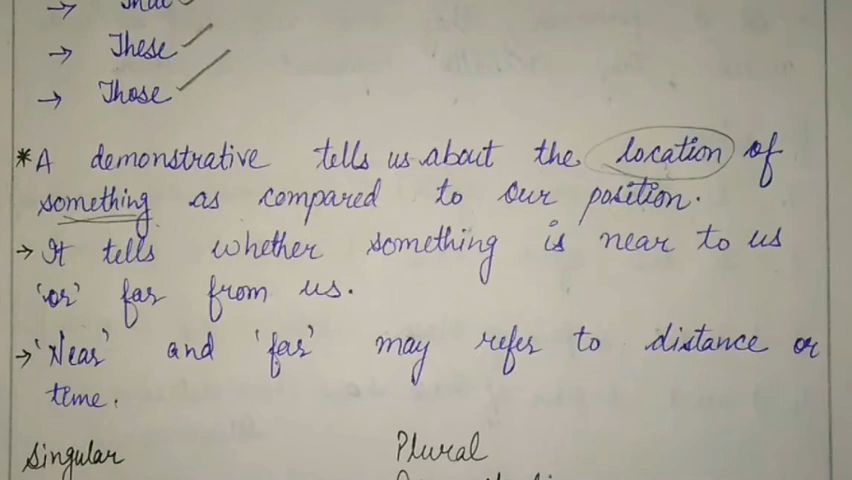 → That
→ These
→ Those
*A demonstrative tells us about the location of
something as compared to our position.
→ It tells whether something is near to us
'or' far from us.
→ 'Near' and 'far' may refer to distance or
time.
Singular Plural